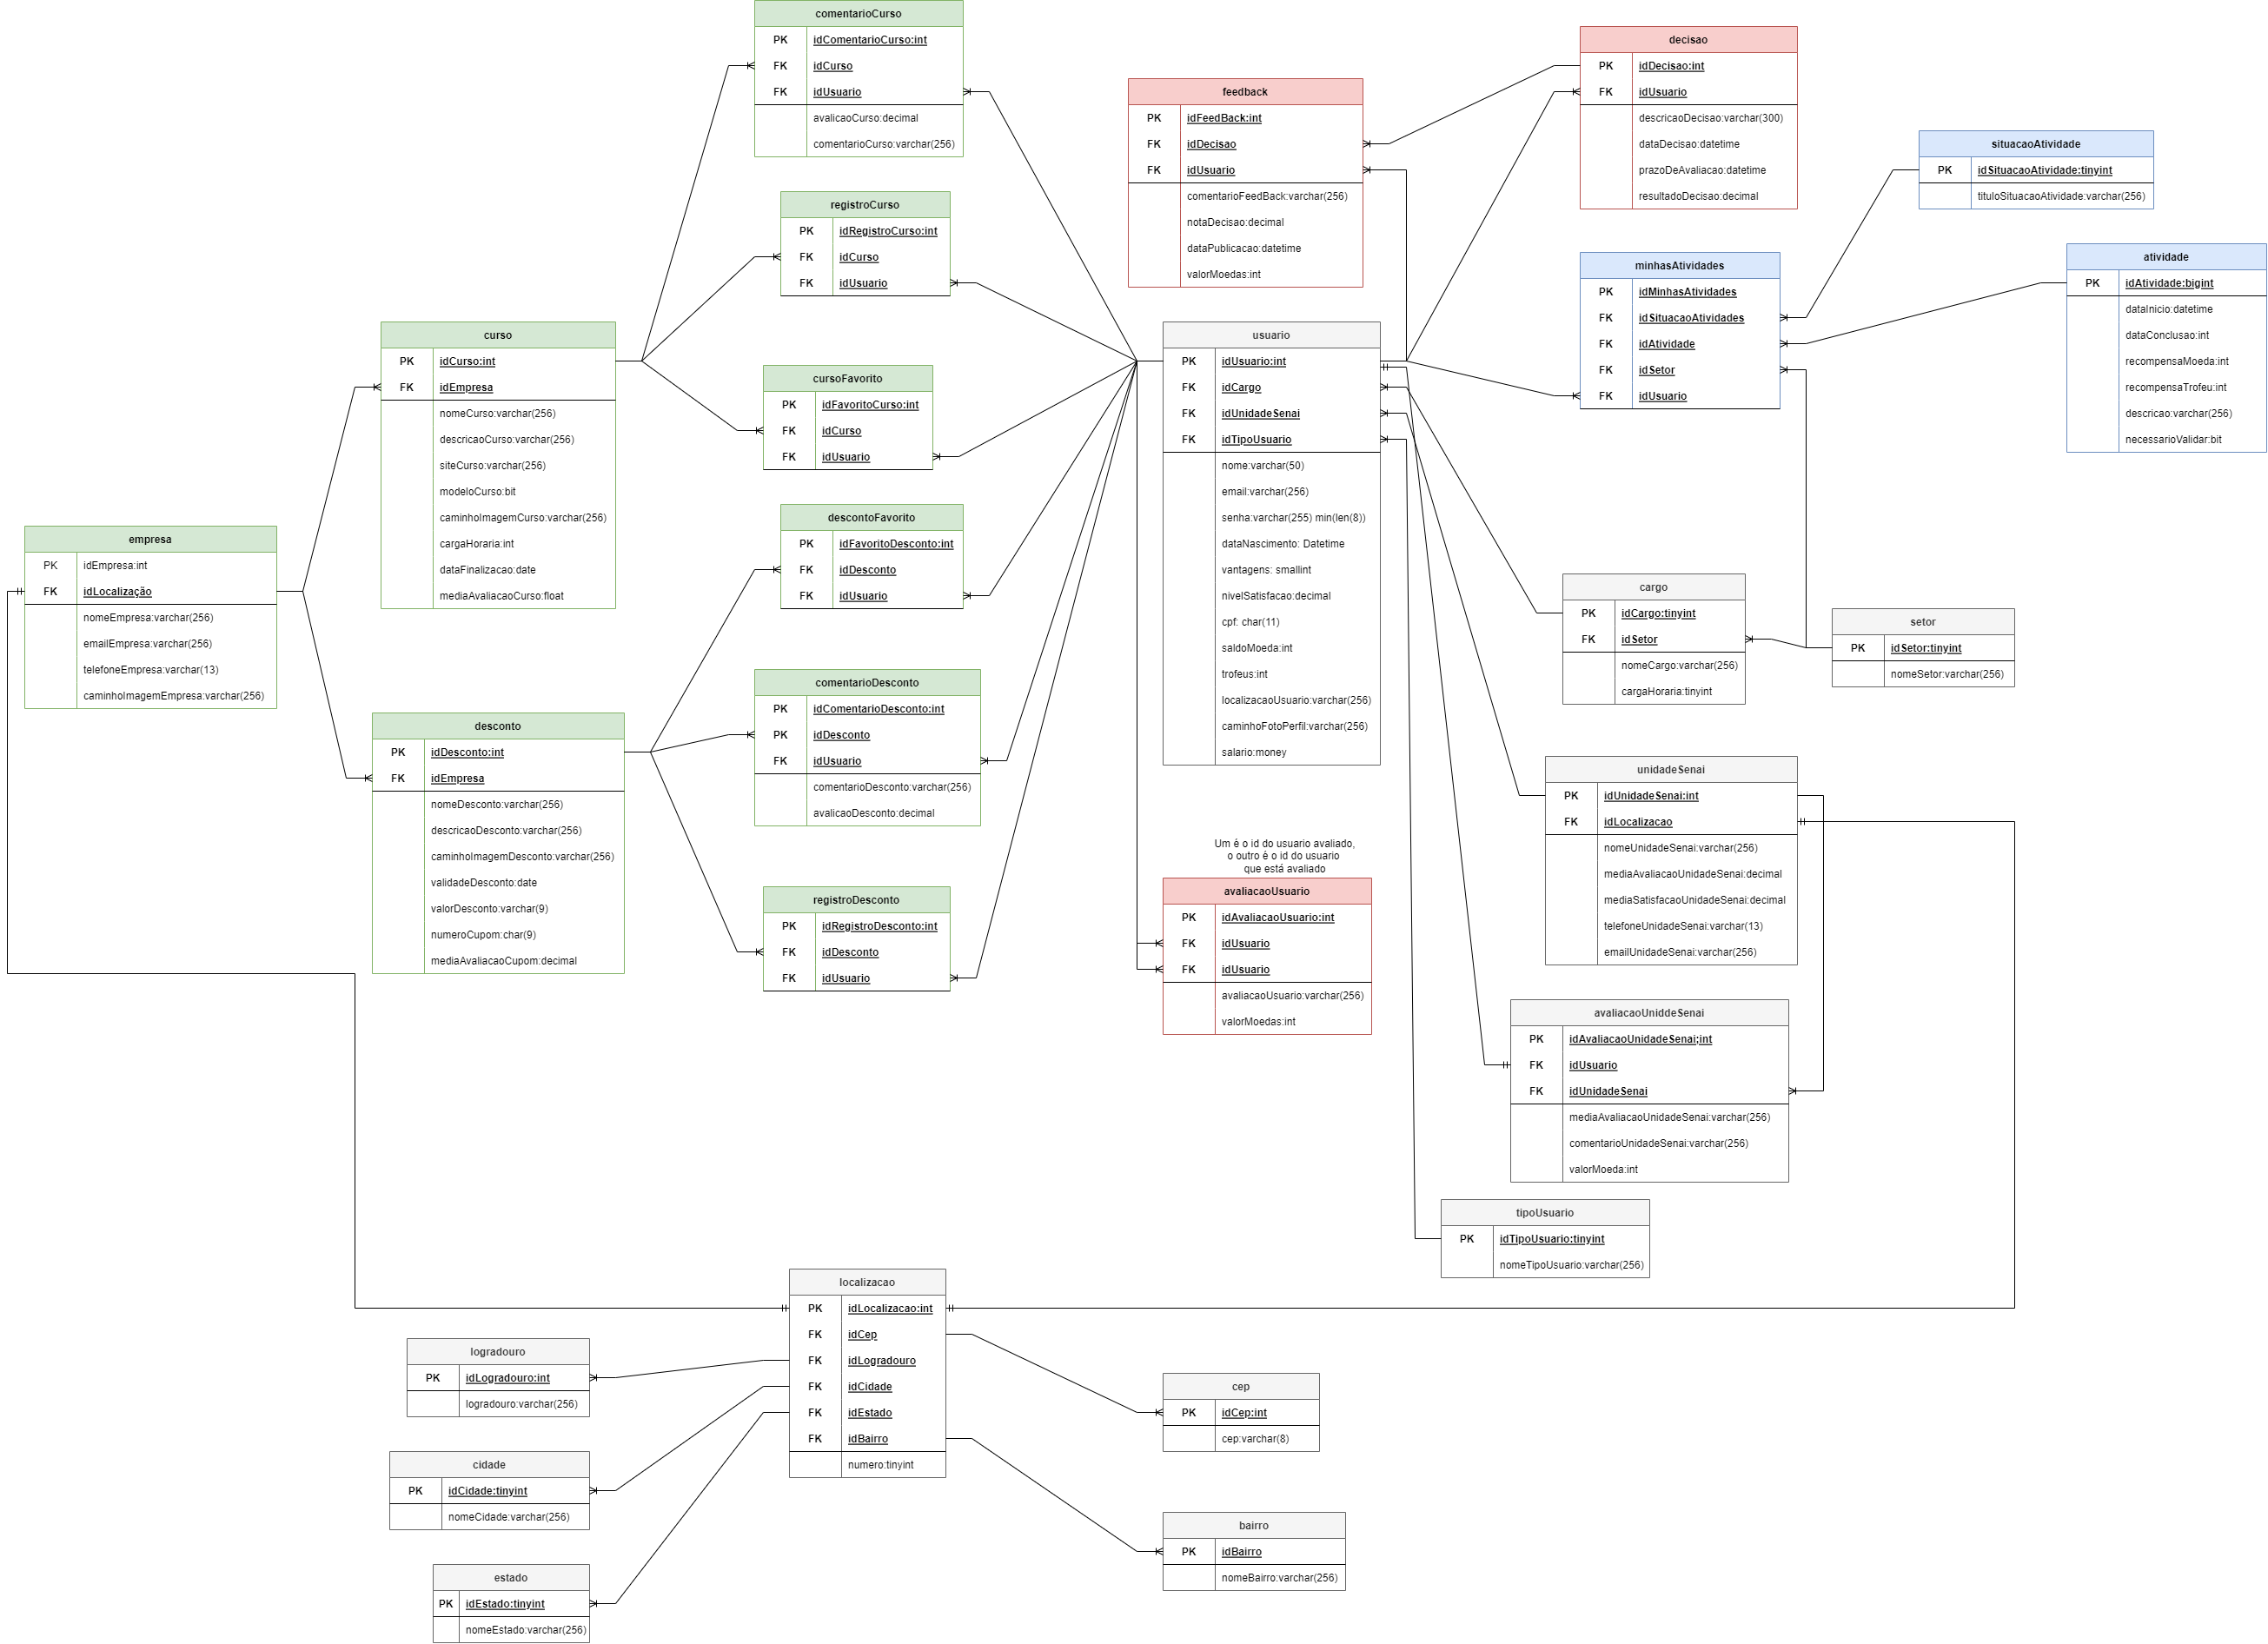 comentarioCurso
PK idComentarioCurso:int
FK idCurso
FK idUsuario
avalicaoCurso:decimal
comentarioCurso:varchar(256)
registroCurso
PK idRegistroCurso:int
FK idCurso
FK idUsuario
cursoFavorito
PK idFavoritoCurso:int
FK idCurso
FK idUsuario
descontoFavorito
PK idFavoritoDesconto:int
FK idDesconto
FK idUsuario
comentarioDesconto
PK idComentarioDesconto:int
PK idDesconto
FK idUsuario
comentarioDesconto:varchar(256)
avalicaoDesconto:decimal
registroDesconto
PK idRegistroDesconto:int
FK idDesconto
FK idUsuario
curso
PK idCurso:int
FK idEmpresa
nomeCurso:varchar(256)
descricaoCurso:varchar(256)
siteCurso:varchar(256)
modeloCurso:bit
caminhoImagemCurso:varchar(256)
cargaHoraria:int
dataFinalizacao:date
mediaAvaliacaoCurso:float
empresa
PK idEmpresa:int
FK idLocalização
nomeEmpresa:varchar(256)
emailEmpresa:varchar(256)
telefoneEmpresa:varchar(13)
caminhoImagemEmpresa:varchar(256)
desconto
PK idDesconto:int
FK idEmpresa
nomeDesconto:varchar(256)
descricaoDesconto:varchar(256)
caminhoImagemDesconto:varchar(256)
validadeDesconto:date
valorDesconto:varchar(9)
numeroCupom:char(9)
mediaAvaliacaoCupom:decimal
feedback
PK idFeedBack:int
FK idDecisao
FK idUsuario
comentarioFeedBack:varchar(256)
notaDecisao:decimal
dataPublicacao:datetime
valorMoedas:int
decisao
PK idDecisao:int
FK idUsuario
descricaoDecisao:varchar(300)
dataDecisao:datetime
prazoDeAvaliacao:datetime
resultadoDecisao:decimal
situacaoAtividade
PK idSituacaoAtividade:tinyint
tituloSituacaoAtividade:varchar(256)
minhasAtividades
PK idMinhasAtividades
FK idSituacaoAtividades
FK idAtividade
FK idSetor
FK idUsuario
atividade
PK idAtividade:bigint
dataInicio:datetime
dataConclusao:int
recompensaMoeda:int
recompensaTrofeu:int
descricao:varchar(256)
necessarioValidar:bit
usuario
PK idUsuario:int
FK idCargo
FK idUnidadeSenai
FK idTipoUsuario
nome:varchar(50)
email:varchar(256)
senha:varchar(255) min(len(8))
dataNascimento: Datetime
vantagens: smallint
nivelSatisfacao:decimal
cpf: char(11)
saldoMoeda:int
trofeus:int
localizacaoUsuario:varchar(256)
caminhoFotoPerfil:varchar(256)
salario:money
cargo
PK idCargo:tinyint
FK idSetor
nomeCargo:varchar(256)
cargaHoraria:tinyint
setor
PK idSetor:tinyint
nomeSetor:varchar(256)
unidadeSenai
PK idUnidadeSenai:int
FK idLocalizacao
nomeUnidadeSenai:varchar(256)
mediaAvaliacaoUnidadeSenai:decimal
mediaSatisfacaoUnidadeSenai:decimal
telefoneUnidadeSenai:varchar(13)
emailUnidadeSenai:varchar(256)
Um é o id do usuario avaliado,
o outro é o id do usuario
que está avaliado
avaliacaoUsuario
PK idAvaliacaoUsuario:int
FK idUsuario
FK idUsuario
avaliacaoUsuario:varchar(256)
valorMoedas:int
avaliacaoUniddeSenai
PK idAvaliacaoUnidadeSenai;int
FK idUsuario
FK idUnidadeSenai
mediaAvaliacaoUnidadeSenai:varchar(256)
comentarioUnidadeSenai:varchar(256)
valorMoeda:int
tipoUsuario
PK idTipoUsuario:tinyint
nomeTipoUsuario:varchar(256)
localizacao
PK idLocalizacao:int
FK idCep
FK idLogradouro
FK idCidade
FK idEstado
FK idBairro
numero:tinyint
logradouro
PK idLogradouro:int
logradouro:varchar(256)
cidade
PK idCidade:tinyint
nomeCidade:varchar(256)
estado
PK idEstado:tinyint
nomeEstado:varchar(256)
cep
PK idCep:int
cep:varchar(8)
bairro
PK idBairro
nomeBairro:varchar(256)